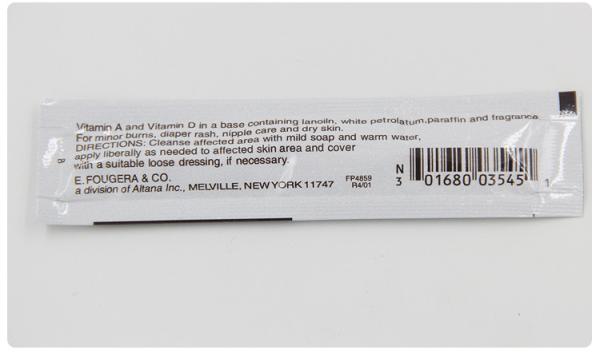 Vitamin A and Vitamin D in a base containing lanolin, white petrolatum, paraffin and fragrance
For minor burns, diaper rash, nipple care and dry skin.
DIRECTIONS: Cleanse affected area with mild soap and warm water,
apply liberally as needed to affected skin area and cover
with a suitable loose dressing, if necessary.
E. FOUGERA & CO.
a division of Altana Inc., MELVILLE, NEW YORK 11747
FP4859
R4/01
B
N
3
01680 03545 1